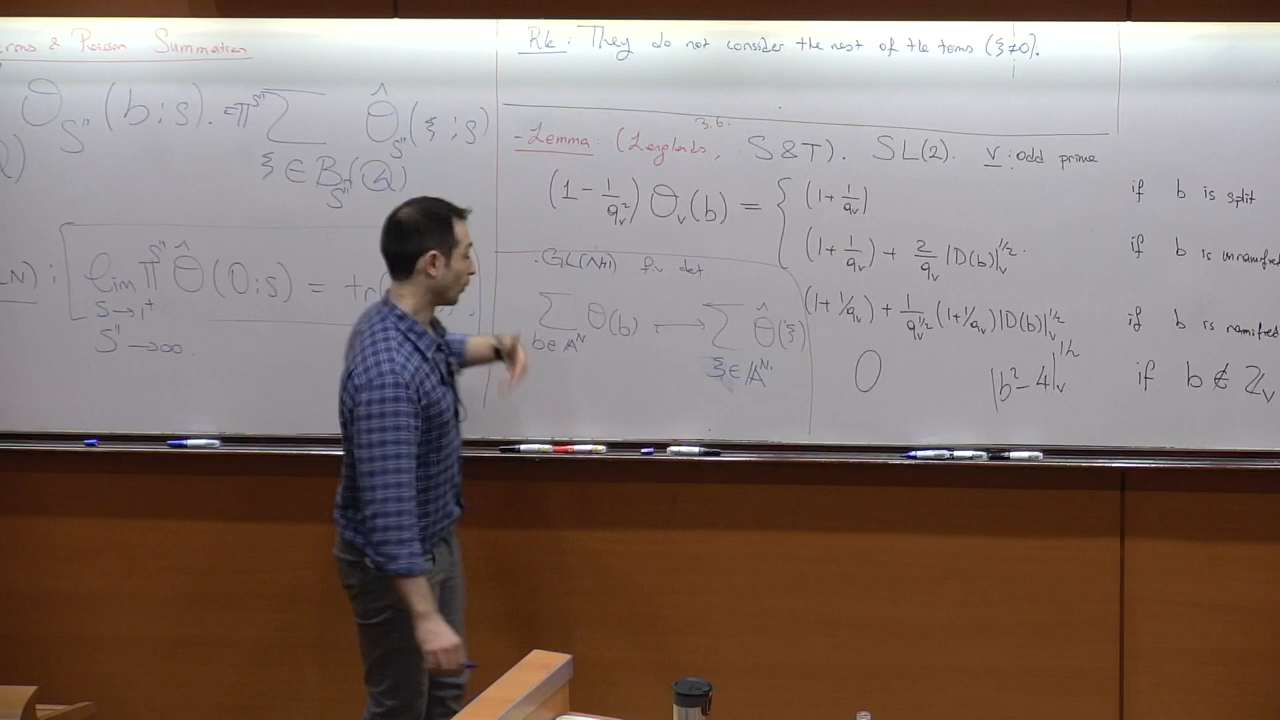 & Poisson Summation
Θ_{S''}(b;s). = π^{S''} Σ_{ξ∈B_{S''}(Q)} Θ̂_{S''}(ξ;s)
lim_{s→1⁺, S''→∞} π^{S''} Θ̂(0;s) = tr(
Rk: They do not consider the rest of the terms (ξ≠0).
- Lemma: (Langlands, 3.6. S&T). SL(2). v: odd prime
(1 - 1/q_v²) Θ_v(b) = { (1 + 1/q_v) if b is split
(1 + 1/q_v) + 2/q_v |D(b)|_v^{1/2}. if b is unramified
(1 + 1/q_v) + 1/q_v^{1/2} (1 + 1/q_v) |D(b)|_v^{1/2} if b is ramified
0 |b² - 4|_v^{1/2} if b ∉ Z_v
. GL(N+1) fix det
Σ_{b∈A^N} Θ(b) ⟷ Σ_{ξ∈A^N} Θ̂(ξ)